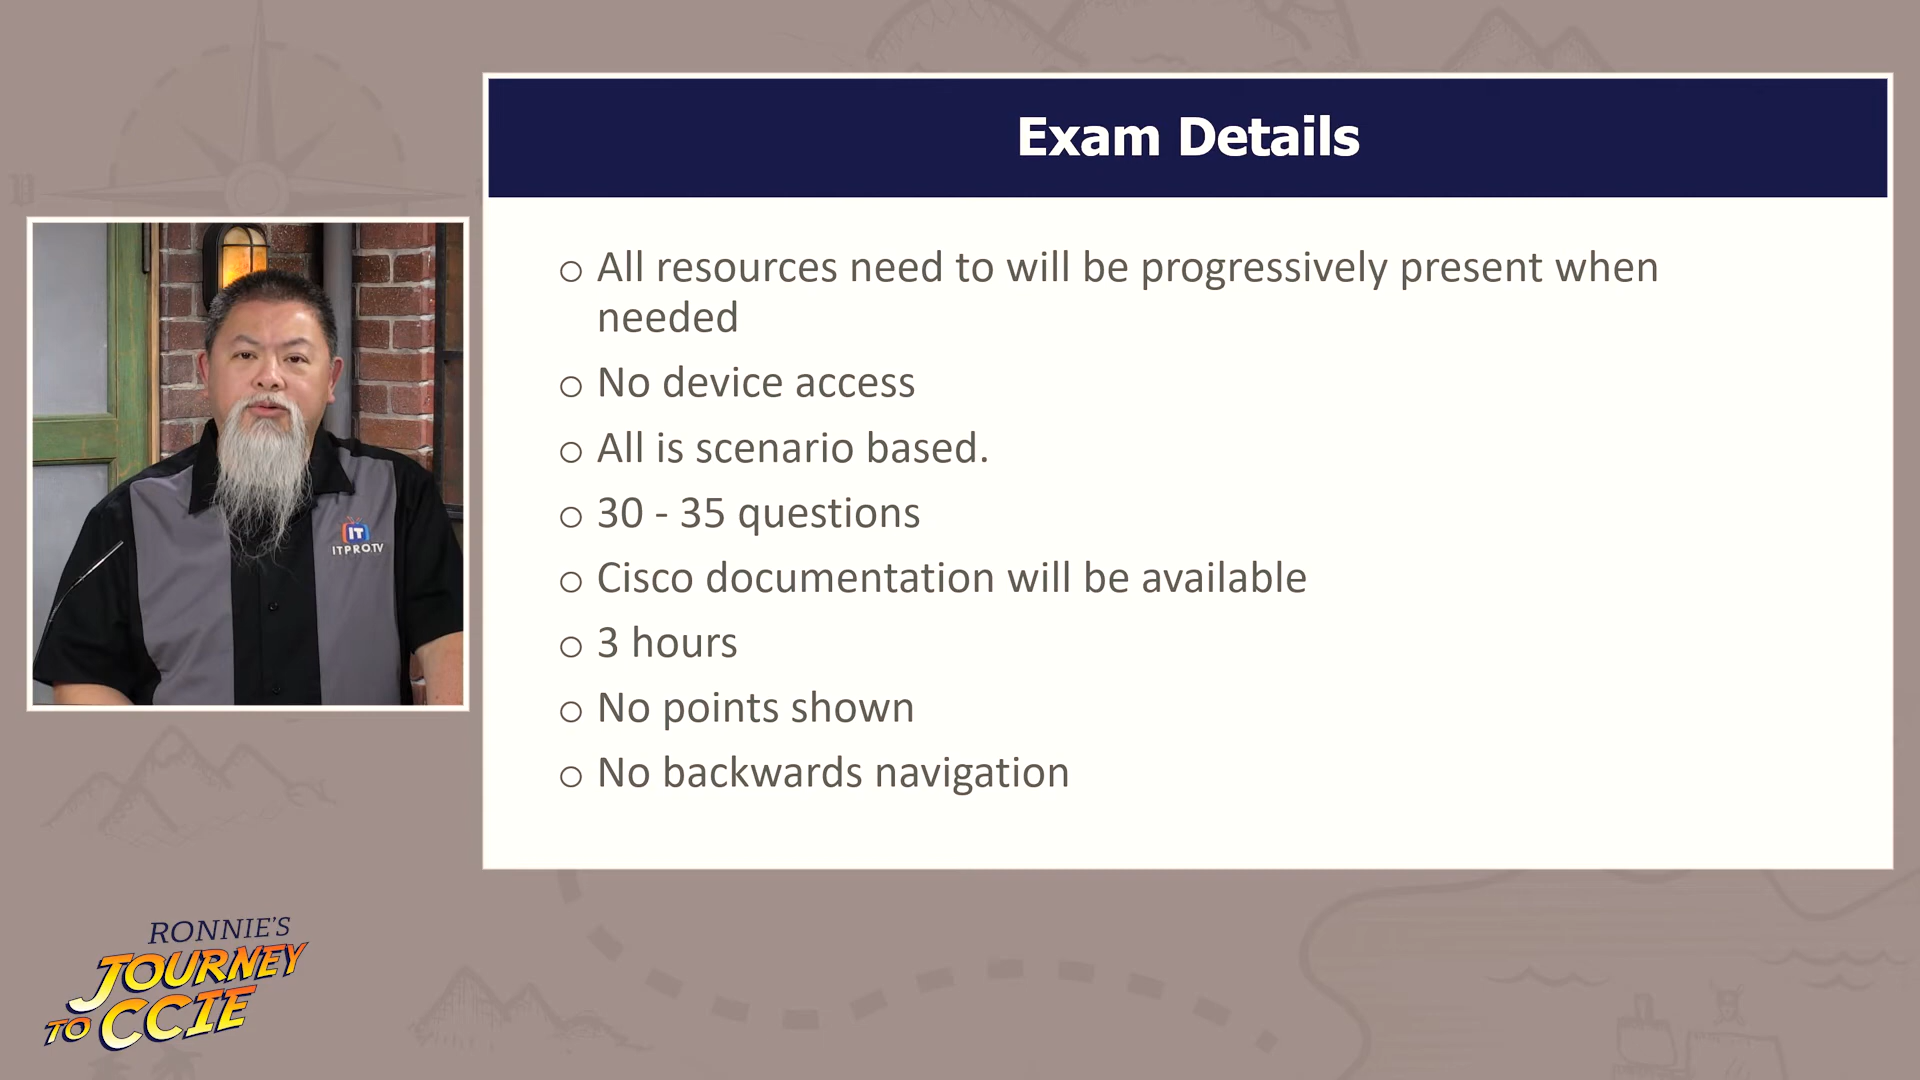 Exam Details
o All resources need to will be progressively present when
needed
o No device access
o All is scenario based.
o 30 - 35 questions
o Cisco documentation will be available
o 3 hours
o No points shown
o No backwards navigation
IT
ITPRO.TV
RONNIE'S
JOURNEY
TO CCIE